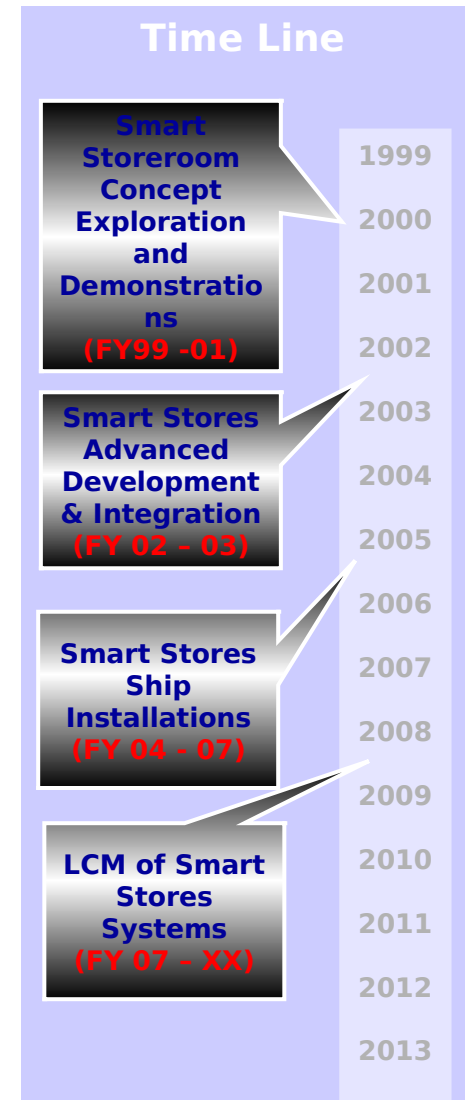 Time Line
Smart
Storeroom
Concept
Exploration
and
Demonstratio
ns
(FY99 -01)
Smart Stores
Advanced
Development
& Integration
(FY 02 – 03)
Smart Stores
Ship
Installations
(FY 04 - 07)
LCM of Smart
Stores
Systems
(FY 07 – XX)
1999
2000
2001
2002
2003
2004
2005
2006
2007
2008
2009
2010
2011
2012
2013